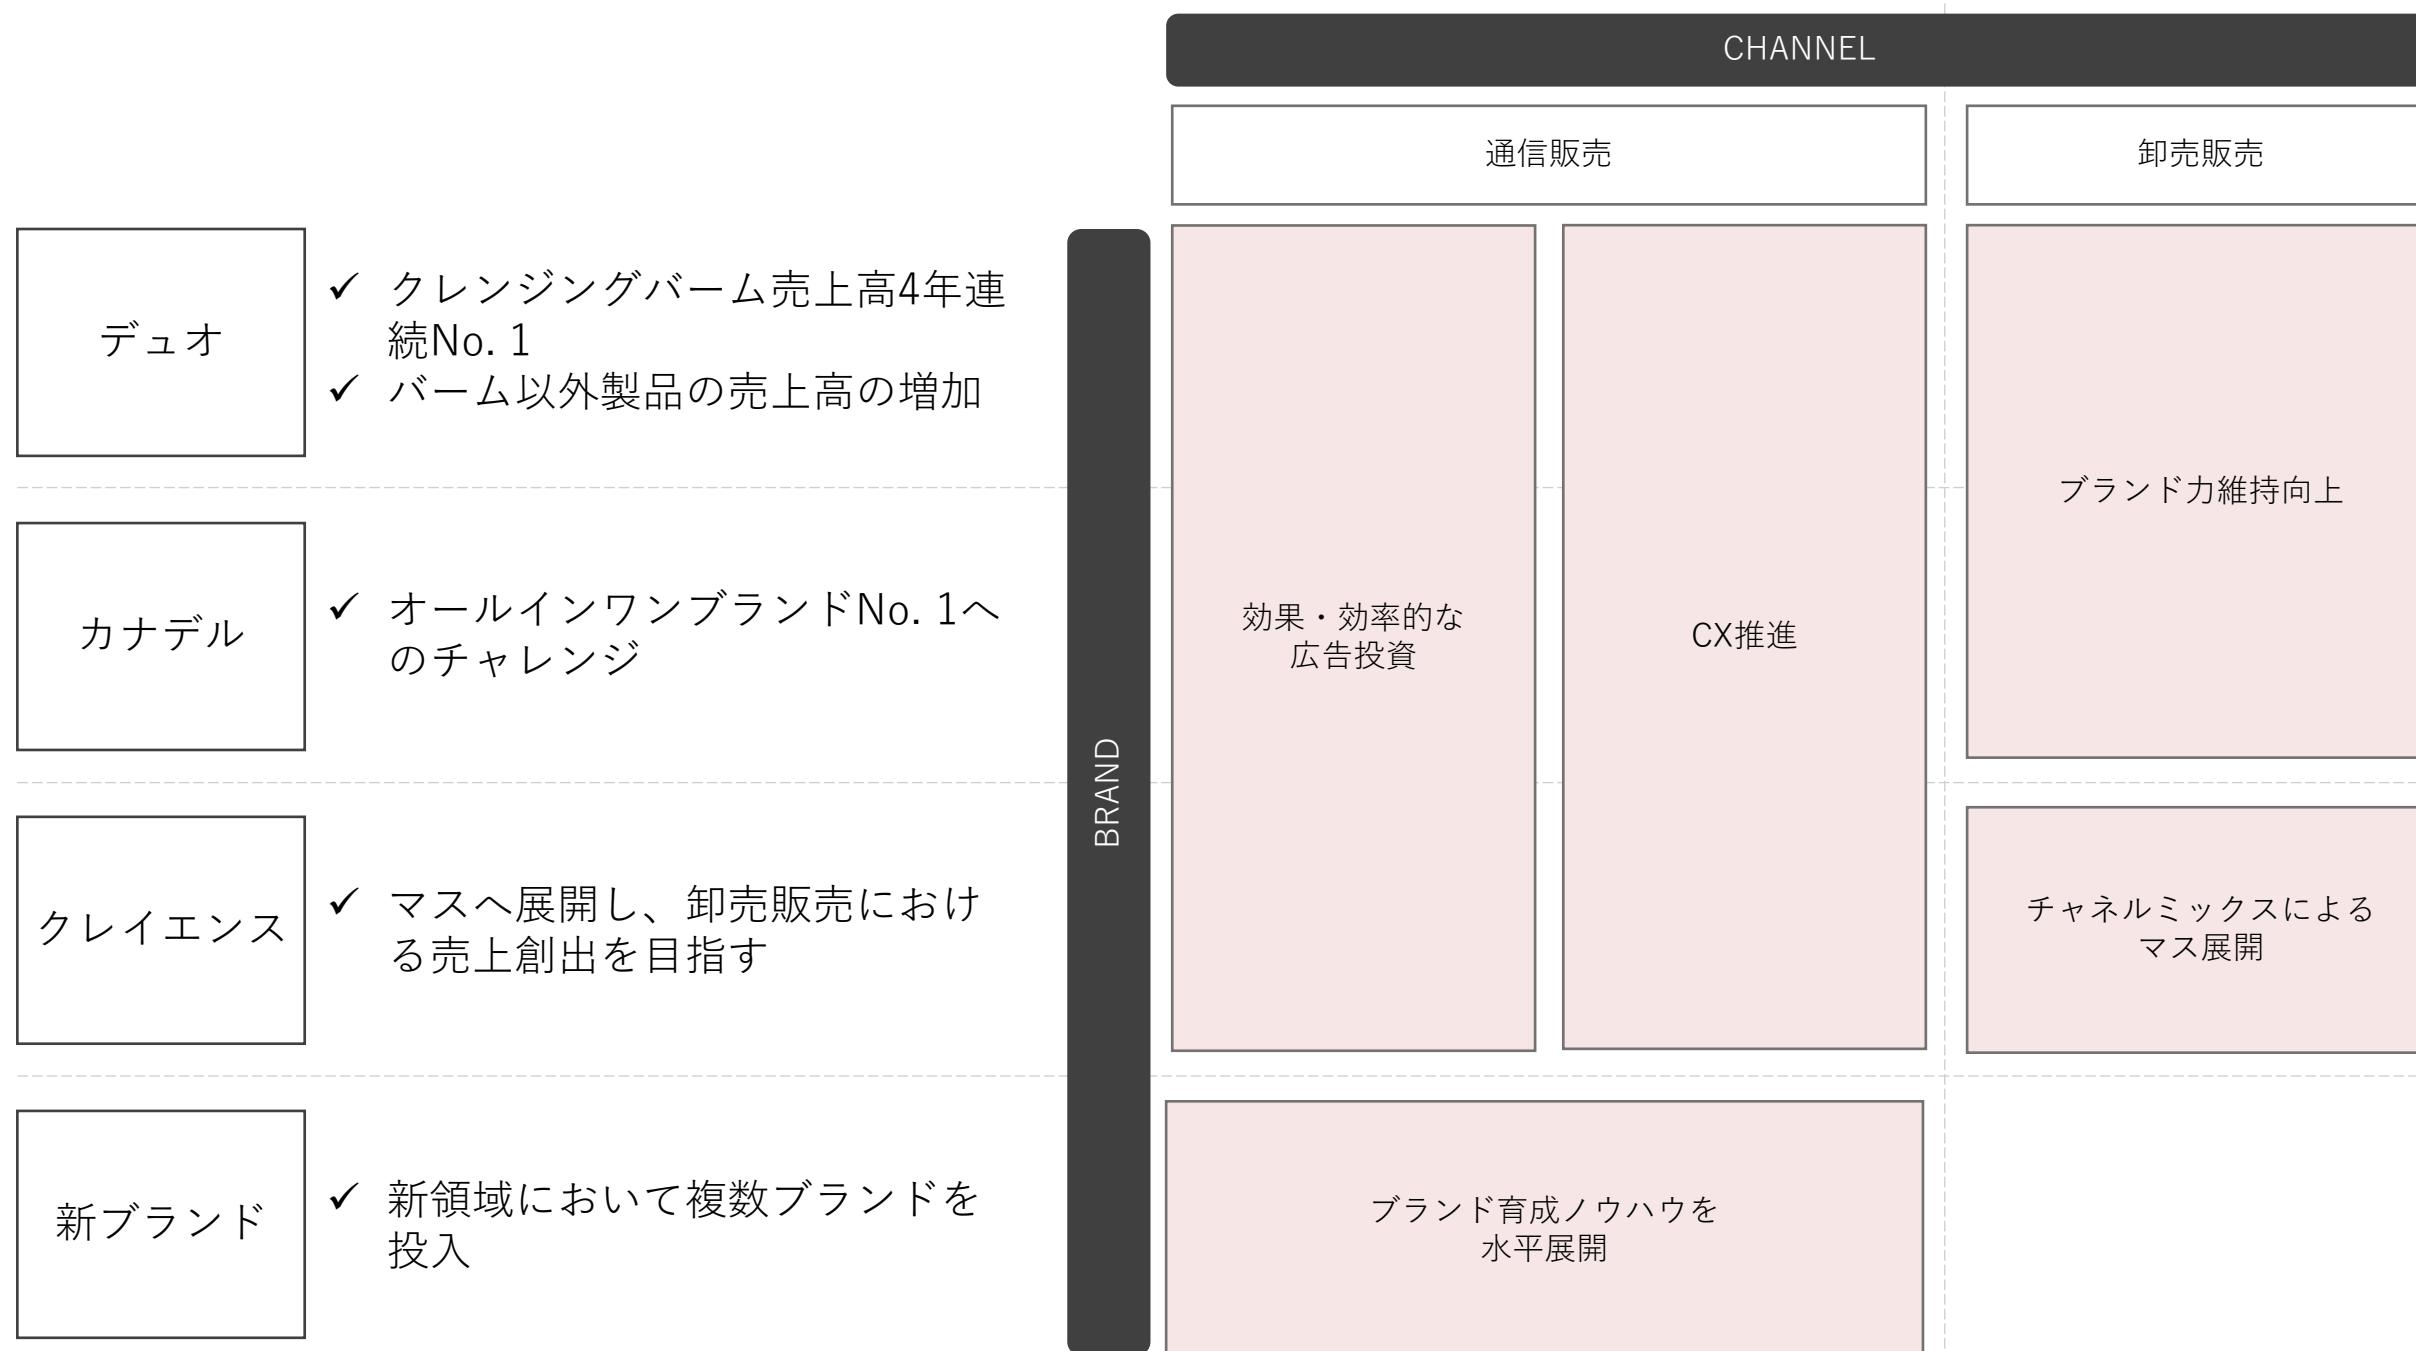 CHANNEL
通信販売
卸売販売
デュオ
✓ クレンジングバーム売上高4年連
続No. 1
✓ バーム以外製品の売上高の増加
カナデル
✓ オールインワンブランドNo. 1へ
のチャレンジ
クレイエンス
✓ マスへ展開し、卸売販売におけ
る売上創出を目指す
新ブランド
✓ 新領域において複数ブランドを
投入
BRAND
効果・効率的な
広告投資
CX推進
ブランド力維持向上
チャネルミックスによる
マス展開
ブランド育成ノウハウを
水平展開